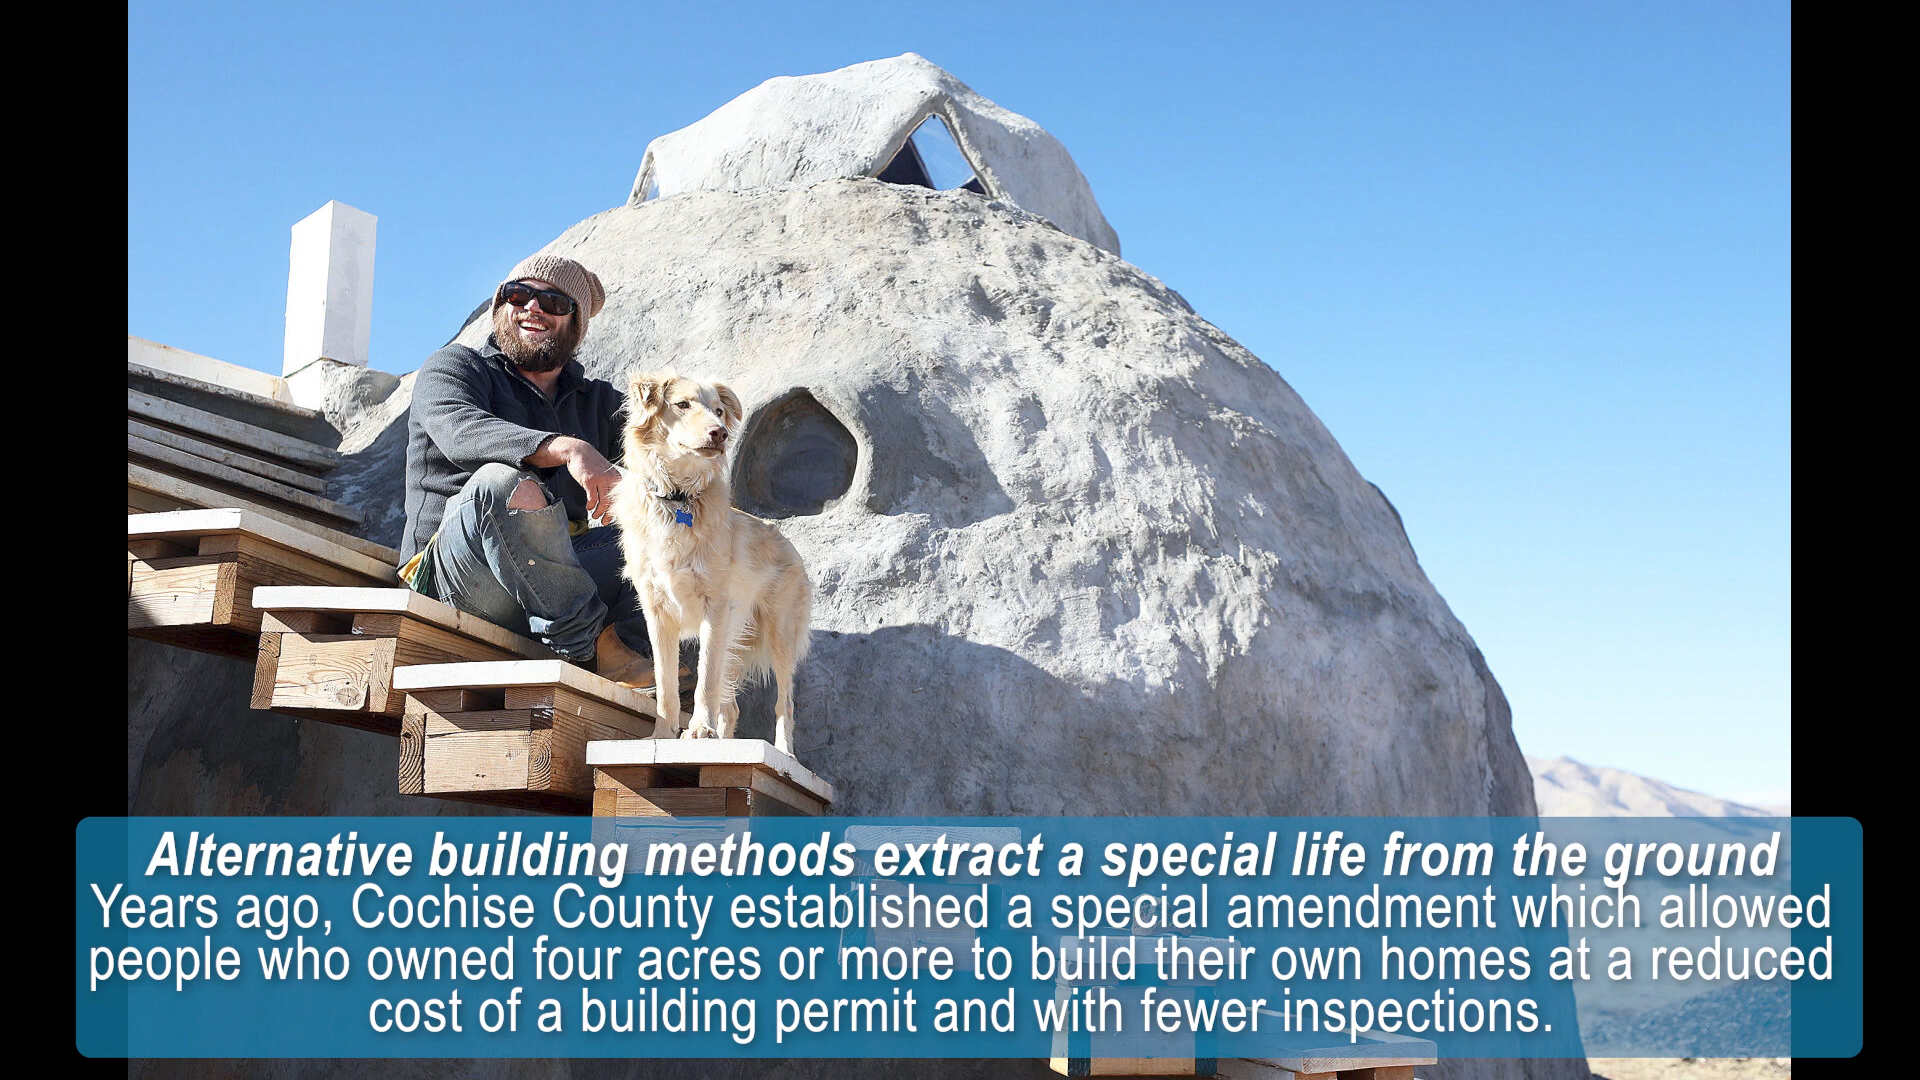 Alternative building methods extract a special life from the ground
Years ago, Cochise County established a special amendment which allowed
people who owned four acres or more to build their own homes at a reduced
cost of a building permit and with fewer inspections.